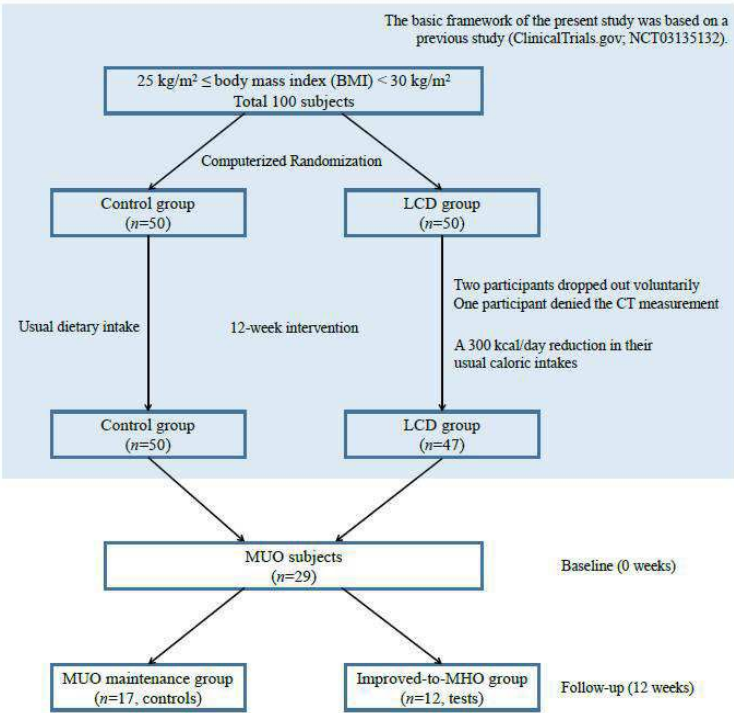 The basic framework of the present study was based on a
previous study (ClinicalTrials.gov; NCT03135132).
25 kg/m² ≤ body mass index (BMI) < 30 kg/m²
Total 100 subjects
Computerized Randomization
Control group
(n=50)
LCD group
(n=50)
Two participants dropped out voluntarily
One participant denied the CT measurement
Usual dietary intake
12-week intervention
A 300 kcal/day reduction in their
usual caloric intakes
Control group
(n=50)
LCD group
(n=47)
MUO subjects
(n=29)
Baseline (0 weeks)
MUO maintenance group
(n=17, controls)
Improved-to-MHO group
(n=12, tests)
Follow-up (12 weeks)